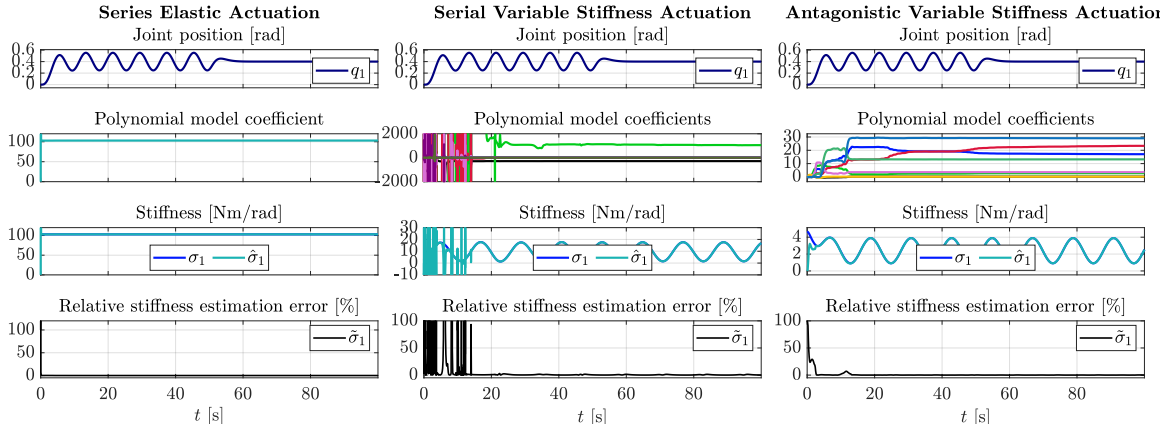 Series Elastic Actuation
Serial Variable Stiffness Actuation
Antagonistic Variable Stiffness Actuation
Joint position [rad]
Joint position [rad]
Joint position [rad]
0.6
0.4
0.2
0
q₁
0.6
0.4
0.2
0
q₁
0.6
0.4
0.2
0
q₁
Polynomial model coefficient
Polynomial model coefficients
Polynomial model coefficients
100
50
0
2000
0
-2000
30
20
10
0
Stiffness [Nm/rad]
Stiffness [Nm/rad]
Stiffness [Nm/rad]
100
50
0
σ₁ σ̂₁
30
20
10
0
-10
σ₁ σ̂₁
4
2
0
σ₁ σ̂₁
Relative stiffness estimation error [%]
Relative stiffness estimation error [%]
Relative stiffness estimation error [%]
100
50
0
σ̃₁
100
50
0
σ̃₁
100
50
0
σ̃₁
0 20 40 60 80
0 20 40 60 80
0 20 40 60 80
t [s]
t [s]
t [s]